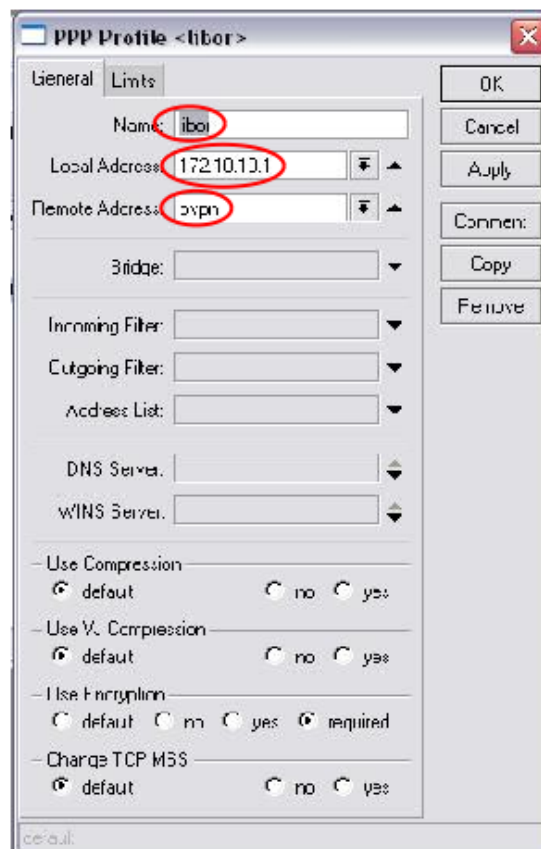 PPP Profile <libor>
General Limits
Name: libor
Local Address: 172.10.10.1
Remote Address: ovpn
Bridge:
Incoming Filter:
Outgoing Filter:
Address List:
DNS Server:
WINS Server:
Use Compression
default no yes
Use VJ Compression
default no yes
Use Encryption
default no yes required
Change TCP MSS
default no yes
OK
Cancel
Apply
Comment
Copy
Remove
default